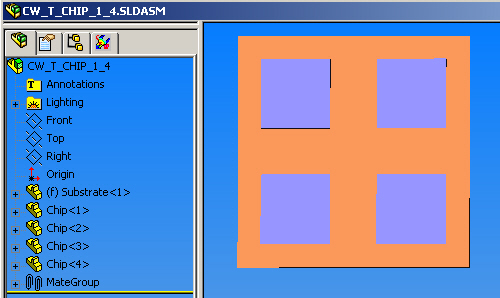 CW_T_CHIP_1_4.SLDASM
CW_T_CHIP_1_4
Annotations
Lighting
Front
Top
Right
Origin
(f) Substrate<1>
Chip<1>
Chip<2>
Chip<3>
Chip<4>
MateGroup